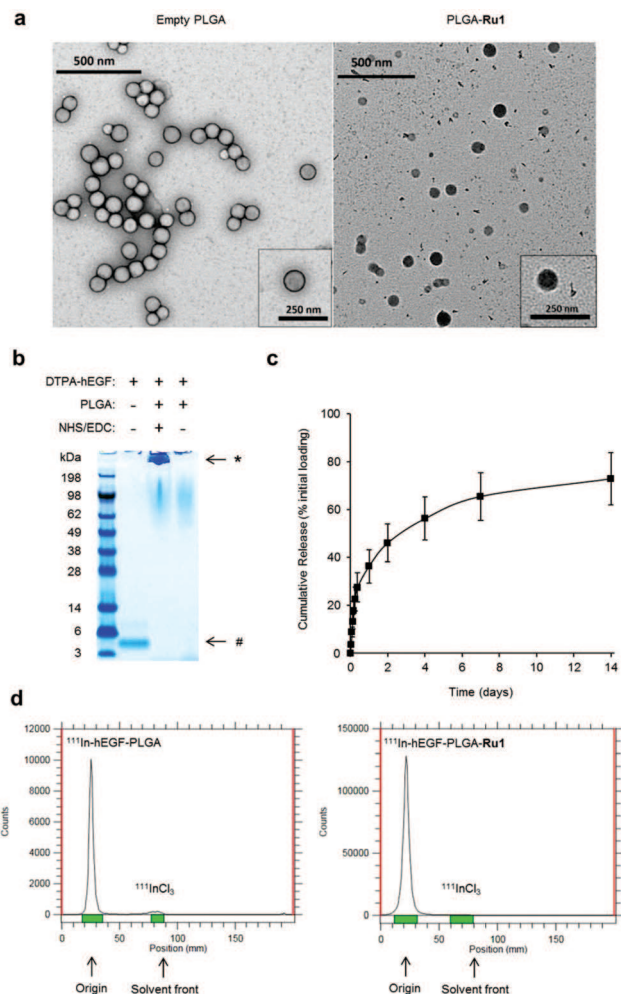 a
Empty PLGA
PLGA-Ru1
500 nm
500 nm
250 nm
250 nm
b
DTPA-hEGF: + + +
PLGA: - + +
NHS/EDC: - + -
kDa
198
98
62
49
38
28
14
6
3
*
#
c
Cumulative Release (% initial loading)
100
80
60
40
20
0
0 2 4 6 8 10 12 14
Time (days)
d
12000
10000
8000
6000
4000
2000
0
Counts
¹¹¹In-hEGF-PLGA
¹¹¹InCl₃
0 50 100 150
Position (mm)
Origin
Solvent front
150000
100000
50000
0
Counts
¹¹¹In-hEGF-PLGA-Ru1
¹¹¹InCl₃
0 50 100 150
Position (mm)
Origin
Solvent front